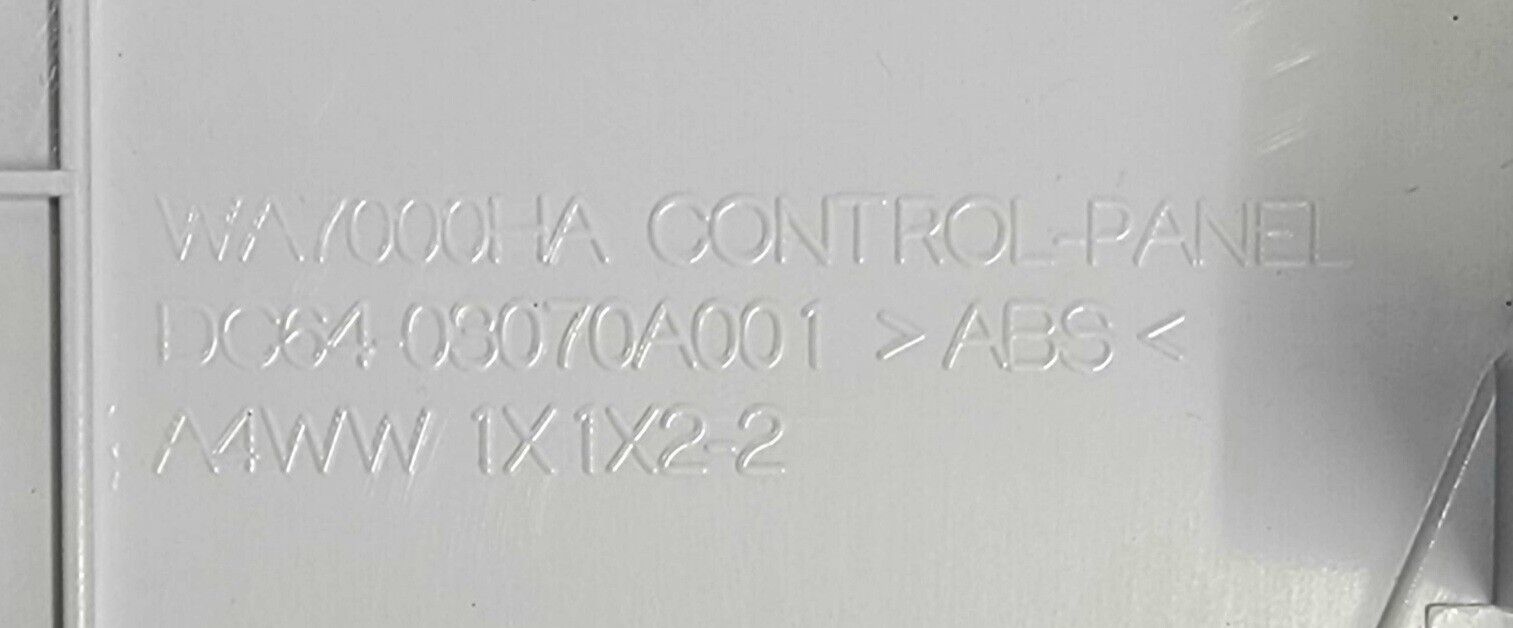 WA7000HA CONTROL-PANEL
DC64-03070A001 >ABS<
A4WW 1X1X2-2